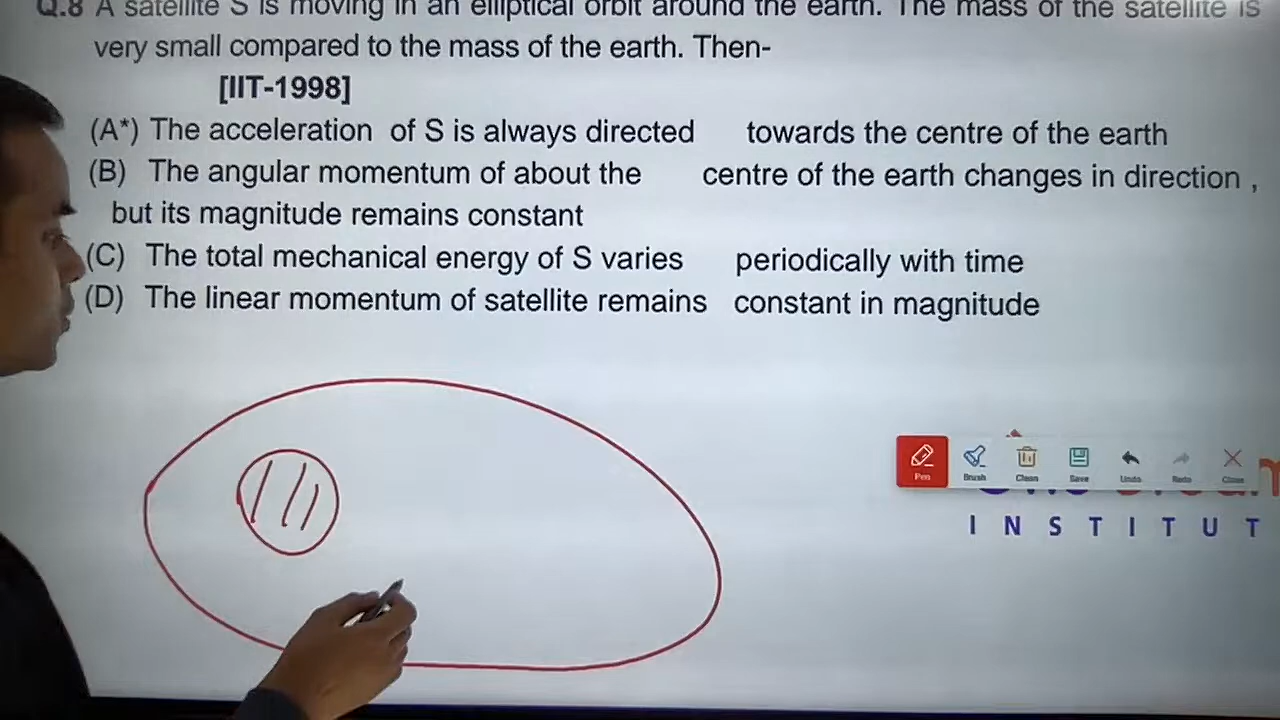 Q.8 A satellite S is moving in an elliptical orbit around the earth. The mass of the satellite is
very small compared to the mass of the earth. Then-
[IIT-1998]
(A*) The acceleration of S is always directed towards the centre of the earth
(B) The angular momentum of about the centre of the earth changes in direction ,
but its magnitude remains constant
(C) The total mechanical energy of S varies periodically with time
(D) The linear momentum of satellite remains constant in magnitude
Pen Brush Clean Save Undo Redo Close
INSTITUT